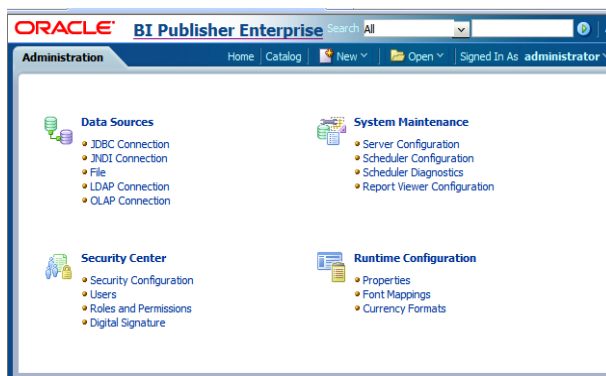 ORACLE BI Publisher Enterprise Search All
Administration Home Catalog New Open Signed In As administrator
Data Sources
JDBC Connection
JNDI Connection
File
LDAP Connection
OLAP Connection
System Maintenance
Server Configuration
Scheduler Configuration
Scheduler Diagnostics
Report Viewer Configuration
Security Center
Security Configuration
Users
Roles and Permissions
Digital Signature
Runtime Configuration
Properties
Font Mappings
Currency Formats